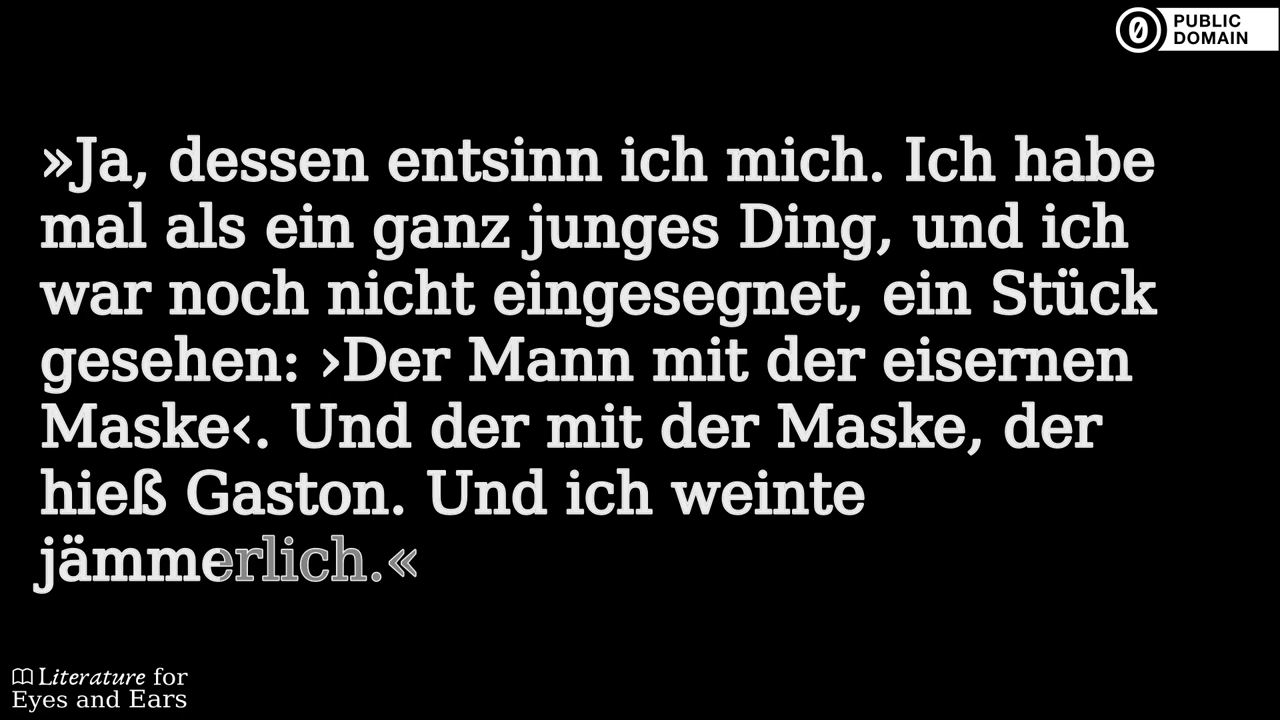 PUBLIC
DOMAIN
»Ja, dessen entsinn ich mich. Ich habe
mal als ein ganz junges Ding, und ich
war noch nicht eingesegnet, ein Stück
gesehen: ›Der Mann mit der eisernen
Maske‹. Und der mit der Maske, der
hieß Gaston. Und ich weinte
jämmerlich.«
Literature for
Eyes and Ears